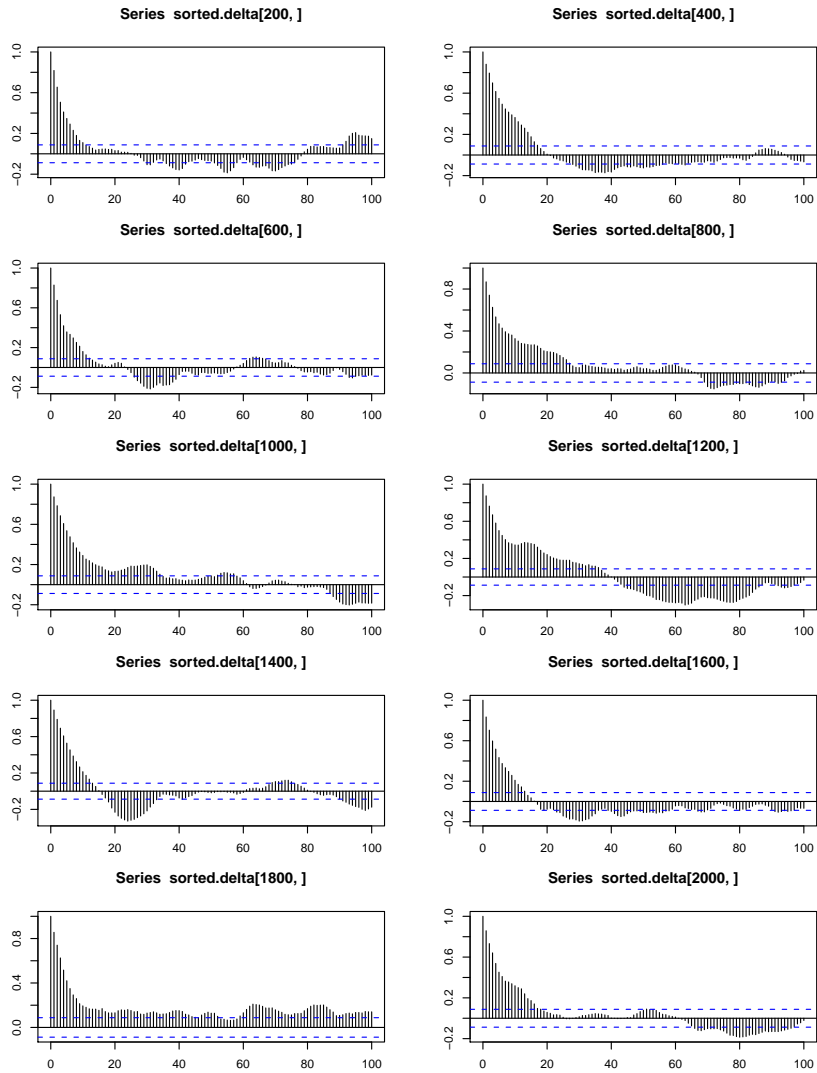 Series sorted.delta[200, ]
1.0
0.6
0.2
−0.2
0 20 40 60 80 100
Series sorted.delta[400, ]
1.0
0.6
0.2
−0.2
0 20 40 60 80 100
Series sorted.delta[600, ]
1.0
0.6
0.2
−0.2
0 20 40 60 80 100
Series sorted.delta[800, ]
0.8
0.4
0.0
0 20 40 60 80 100
Series sorted.delta[1000, ]
1.0
0.6
0.2
−0.2
0 20 40 60 80 100
Series sorted.delta[1200, ]
1.0
0.6
0.2
−0.2
0 20 40 60 80 100
Series sorted.delta[1400, ]
1.0
0.6
0.2
−0.2
0 20 40 60 80 100
Series sorted.delta[1600, ]
1.0
0.6
0.2
−0.2
0 20 40 60 80 100
Series sorted.delta[1800, ]
0.8
0.4
0.0
0 20 40 60 80 100
Series sorted.delta[2000, ]
1.0
0.6
0.2
−0.2
0 20 40 60 80 100